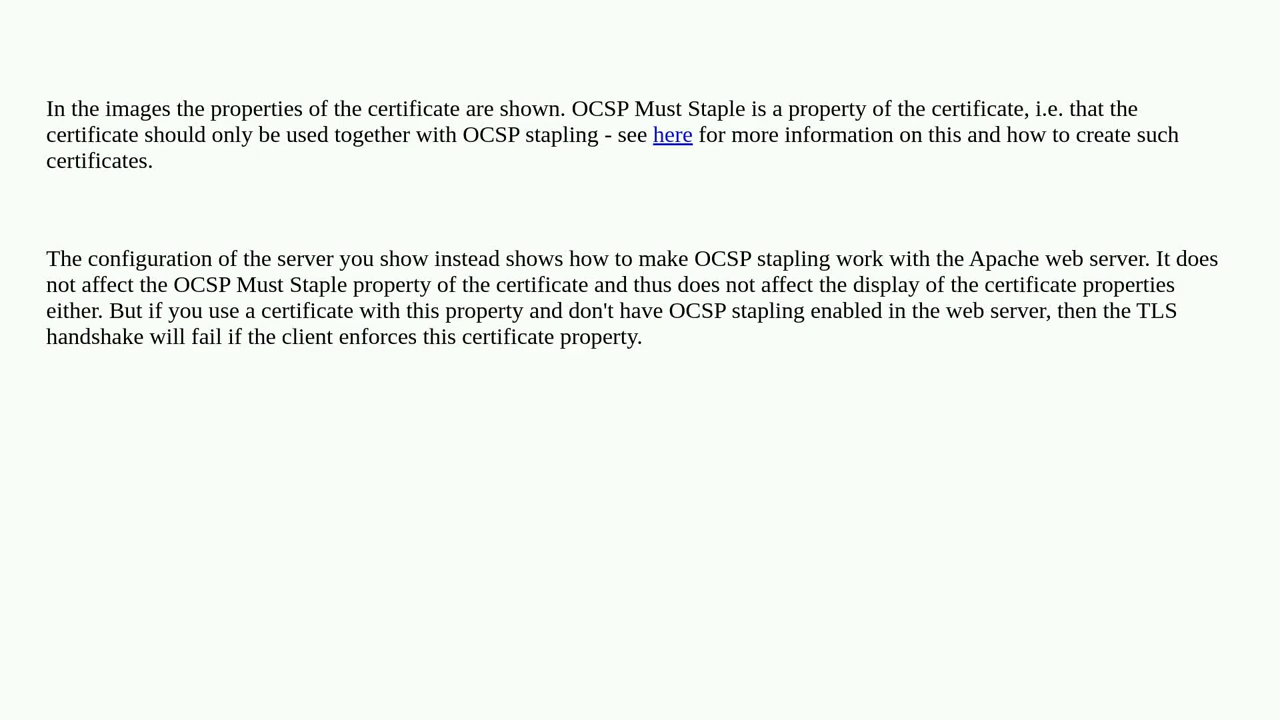 In the images the properties of the certificate are shown. OCSP Must Staple is a property of the certificate, i.e. that the
certificate should only be used together with OCSP stapling - see here for more information on this and how to create such
certificates.
The configuration of the server you show instead shows how to make OCSP stapling work with the Apache web server. It does
not affect the OCSP Must Staple property of the certificate and thus does not affect the display of the certificate properties
either. But if you use a certificate with this property and don't have OCSP stapling enabled in the web server, then the TLS
handshake will fail if the client enforces this certificate property.